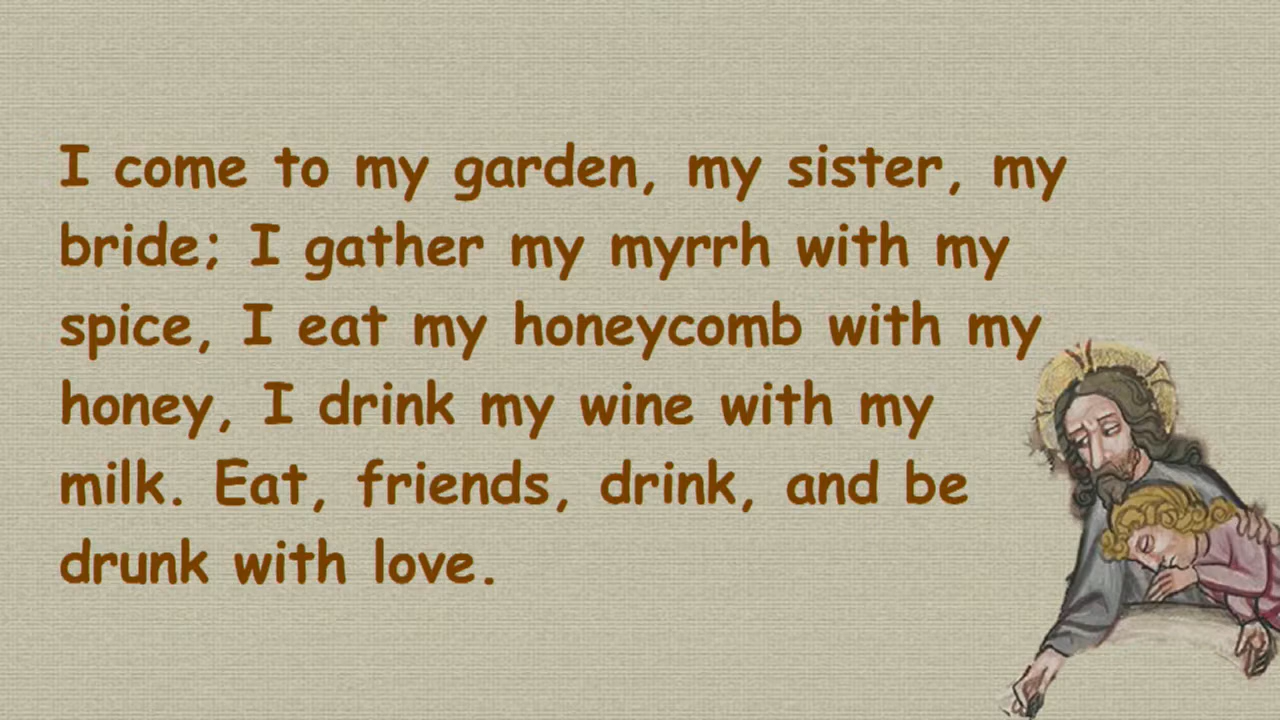 I come to my garden, my sister, my
bride; I gather my myrrh with my
spice, I eat my honeycomb with my
honey, I drink my wine with my
milk. Eat, friends, drink, and be
drunk with love.